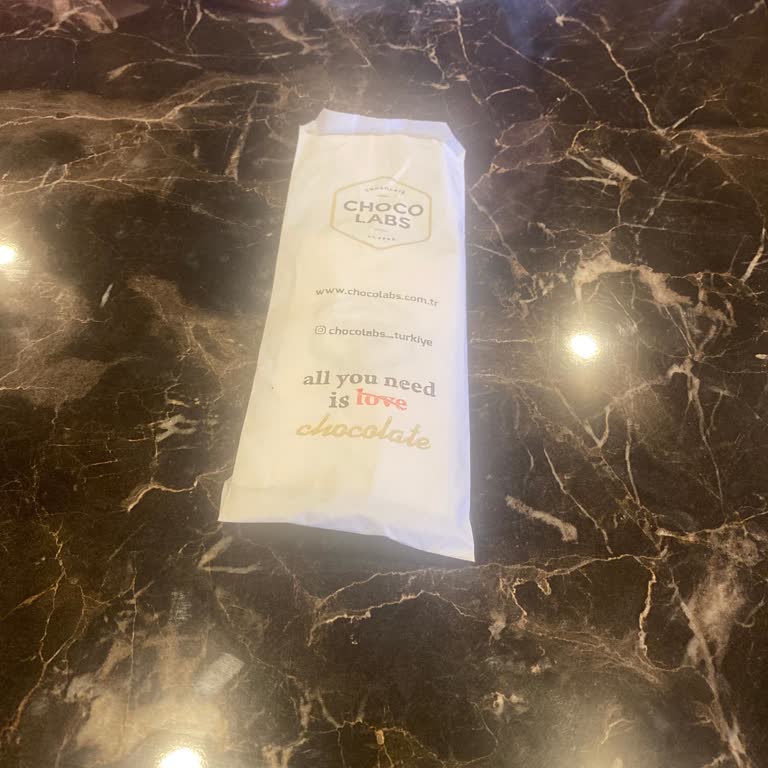 CHOCOLATE
CHOCO
LABS
www.chocolabs.com.tr
chocolabs_turkiye
all you need
is love
chocolate